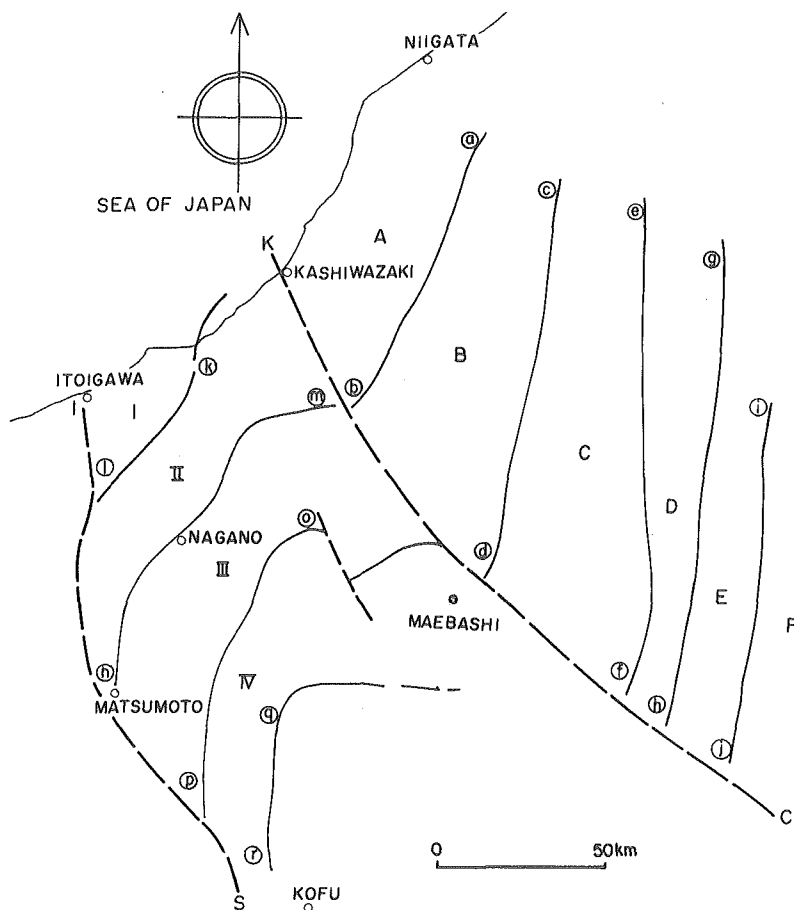 NIIGATA
ⓐ
ⓒ
SEA OF JAPAN
ⓔ
A
K
ⓖ
KASHIWAZAKI
B
ⓚ
ITOIGAWA
ⓜ
ⓑ
I
I
ⓘ
C
ⓛ
II
D
ⓞ
NAGANO
III
ⓓ
E
MAEBASHI
F
ⓝ
IV
ⓕ
MATSUMOTO
ⓠ
ⓗ
ⓙ
ⓟ
C
0
50km
ⓡ
S
KOFU